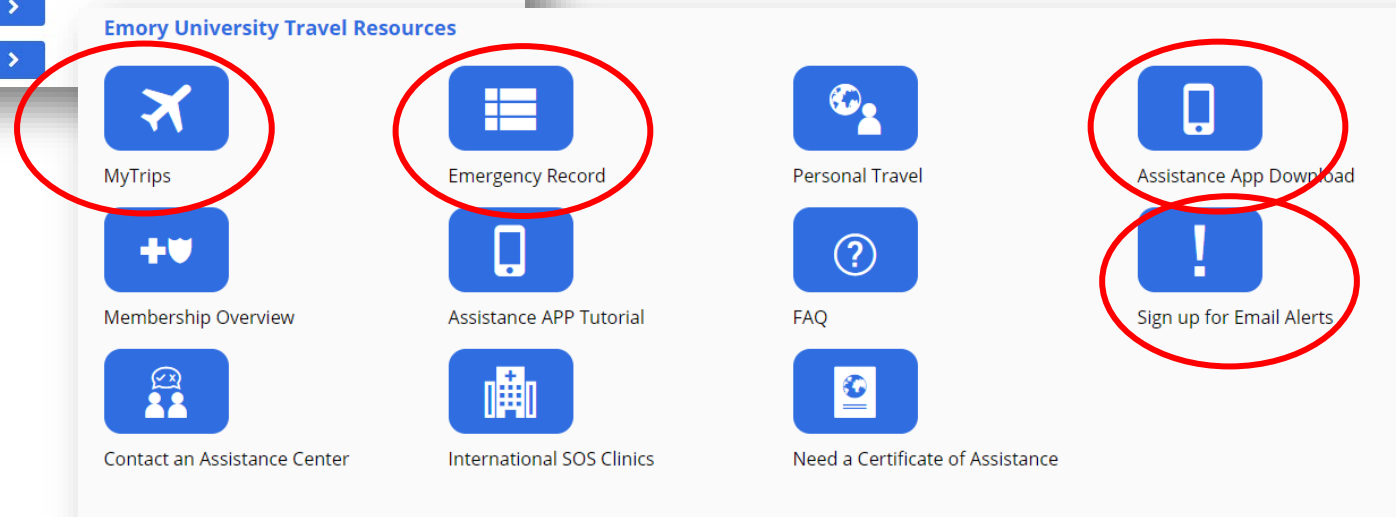 Emory University Travel Resources
MyTrips
Emergency Record
Personal Travel
Assistance App Download
Membership Overview
Assistance APP Tutorial
FAQ
Sign up for Email Alerts
Contact an Assistance Center
International SOS Clinics
Need a Certificate of Assistance